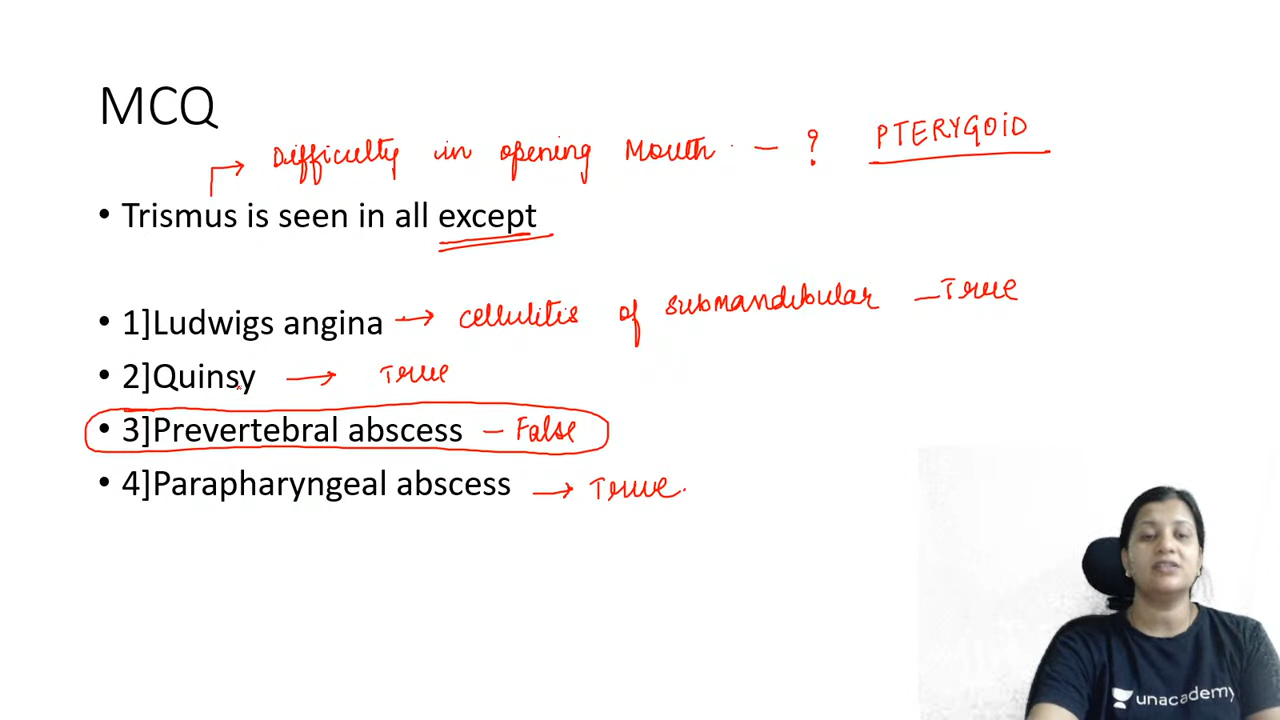 MCQ
Difficulty in opening Mouth - ? PTERYGOID
• Trismus is seen in all except
• 1]Ludwigs angina → cellulitis of submandibular - True
• 2]Quinsy → True
• 3]Prevertebral abscess - False
• 4]Parapharyngeal abscess → True.
unacademy